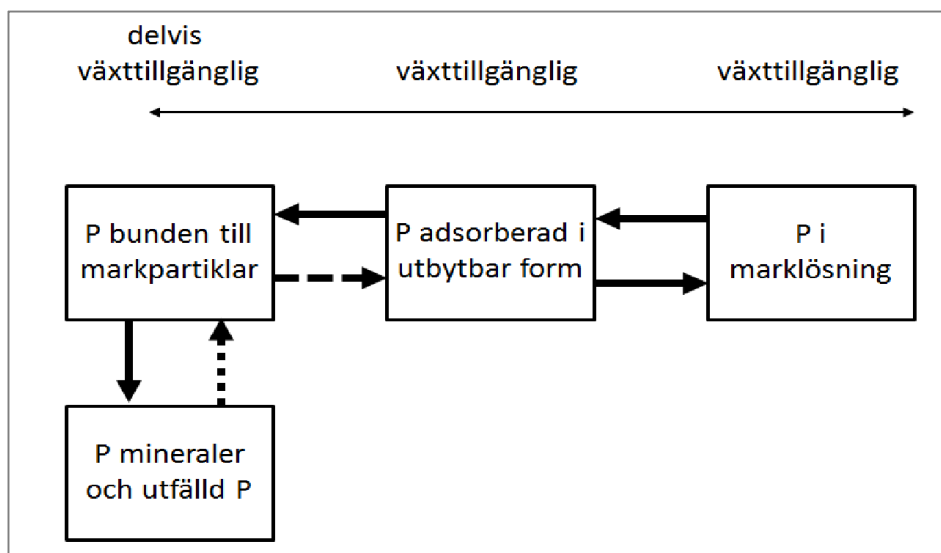 delvis
växttillgänglig
växttillgänglig
växttillgänglig
P bunden till
markpartiklar
P adsorberad i
utbytbar form
P i
marklösning
P mineraler
och utfälld P